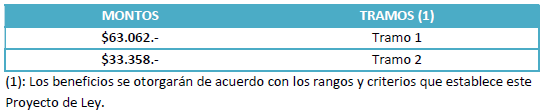 MONTOS TRAMOS (1)
$63.062.- Tramo 1
$33.358.- Tramo 2
(1): Los beneficios se otorgarán de acuerdo con los rangos y criterios que establece este
Proyecto de Ley.